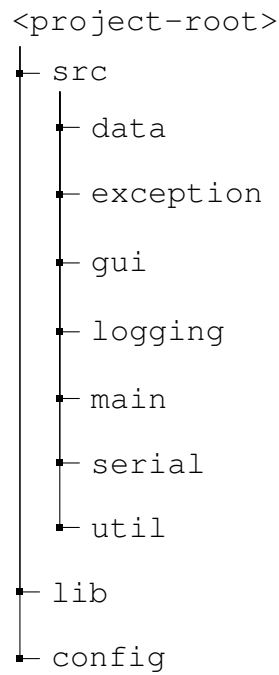 <project-root>
src
data
exception
gui
logging
main
serial
util
lib
config